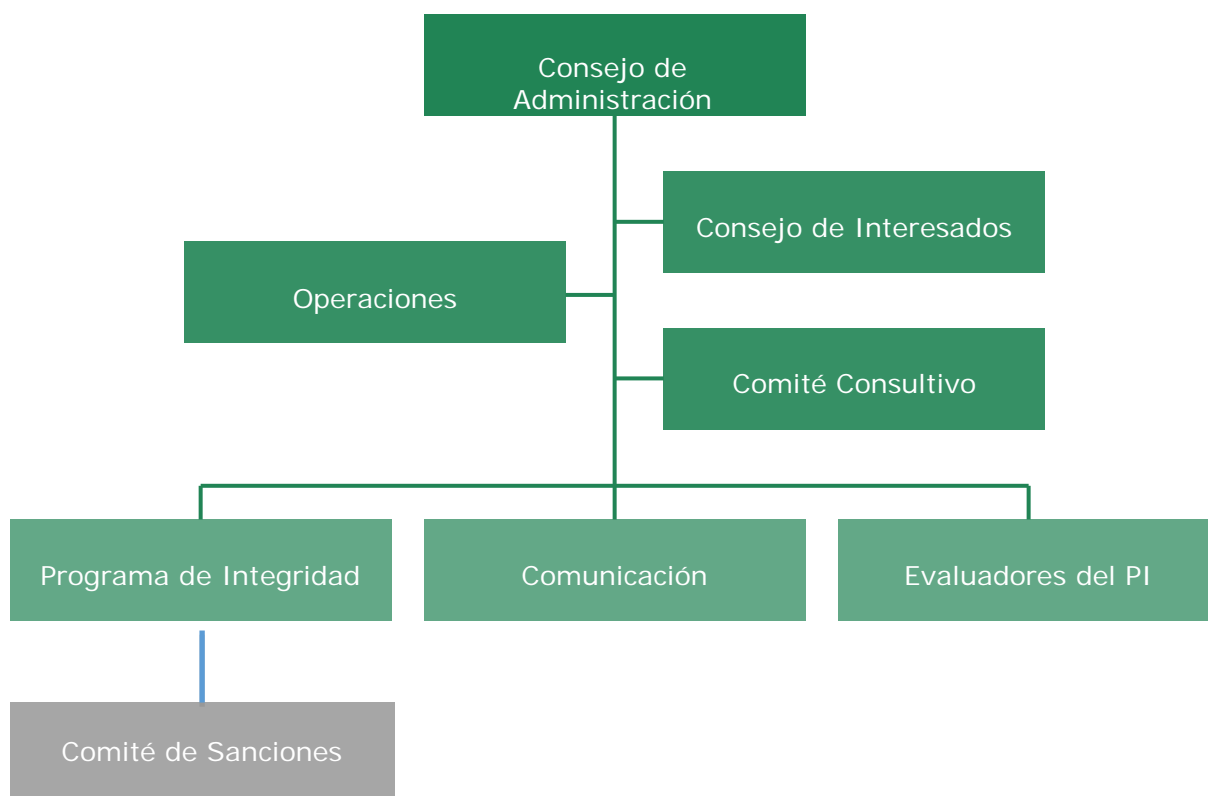 Consejo de
Administración
Consejo de Interesados
Operaciones
Comité Consultivo
Programa de Integridad
Comunicación
Evaluadores del PI
Comité de Sanciones